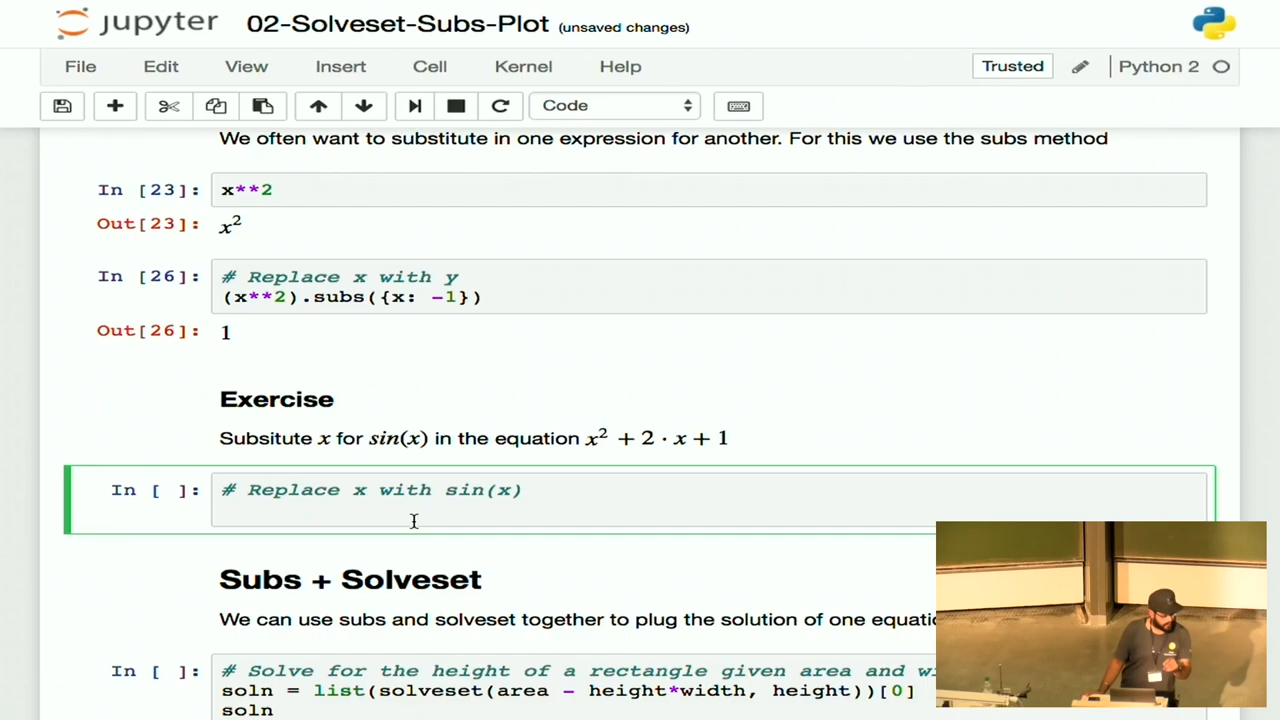 jupyter 02-Solveset-Subs-Plot (unsaved changes)
File Edit View Insert Cell Kernel Help Trusted Python 2
Code
We often want to substitute in one expression for another. For this we use the subs method
In [23]: x**2
Out[23]: x²
In [26]: # Replace x with y
(x**2).subs({x: -1})
Out[26]: 1
Exercise
Subsitute x for sin(x) in the equation x² + 2 · x + 1
In [ ]: # Replace x with sin(x)
Subs + Solveset
We can use subs and solveset together to plug the solution of one
In [ ]: # Solve for the height of a rectangle given area and
soln = list(solveset(area - height*width, height))[0]
soln